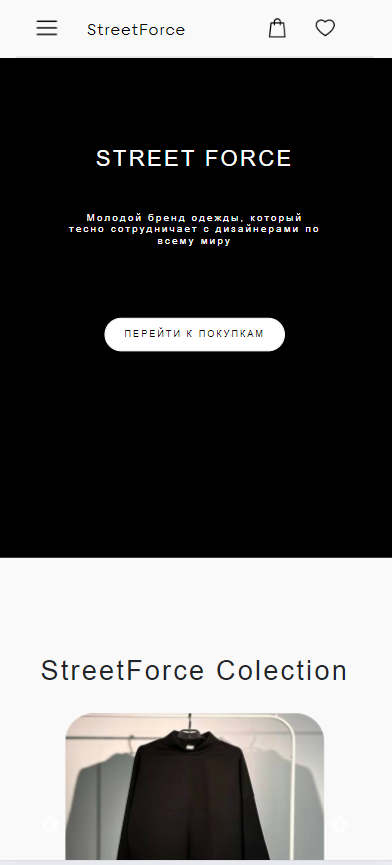 StreetForce
STREET FORCE
Молодой бренд одежды, который
тесно сотрудничает с дизайнерами по
всему миру
ПЕРЕЙТИ К ПОКУПКАМ
StreetForce Colection